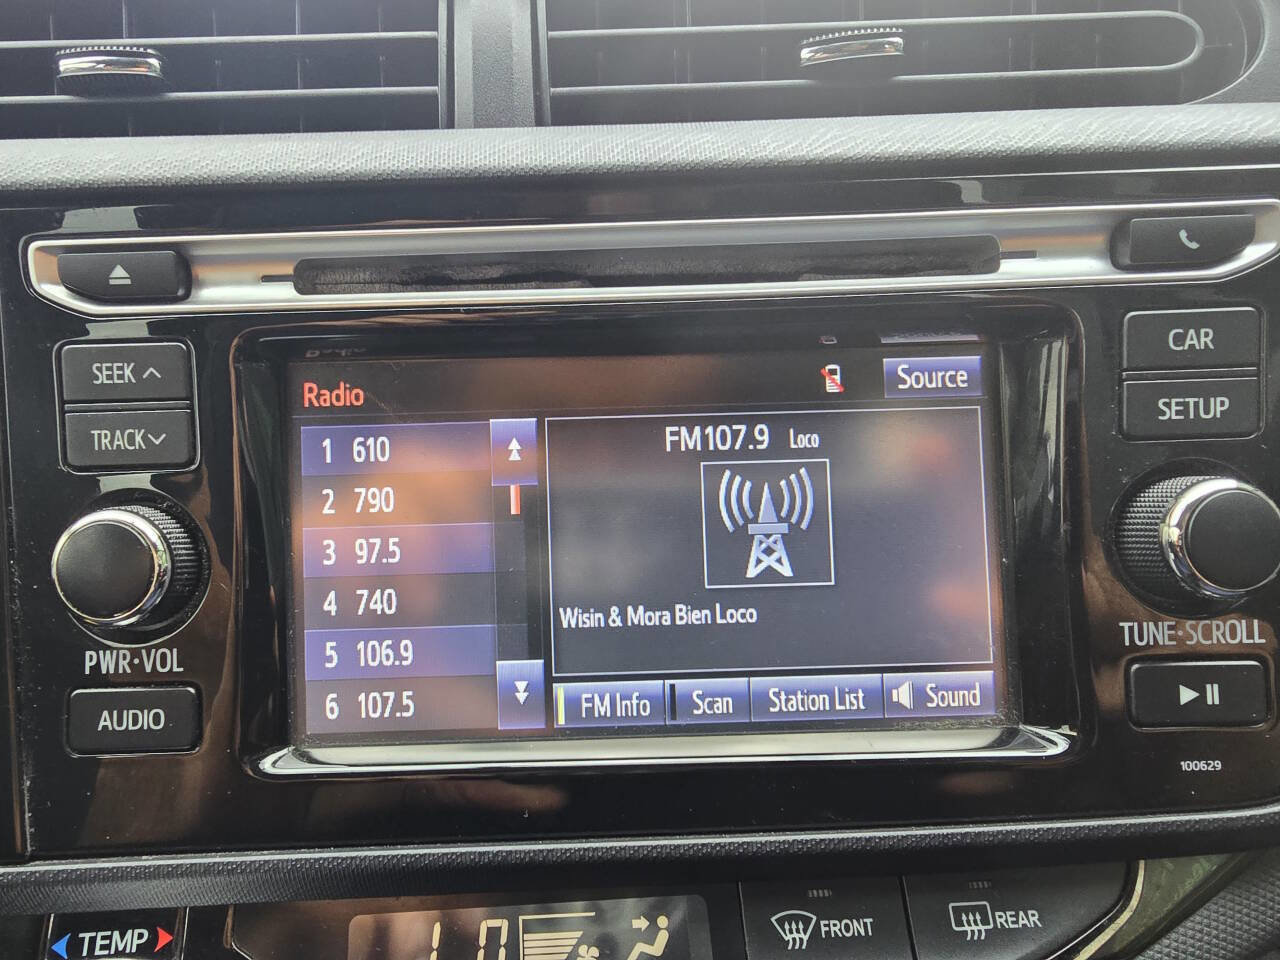 SEEK
TRACK
PWR·VOL
AUDIO
Radio
Source
1 610
2 790
3 97.5
4 740
5 106.9
6 107.5
FM107.9 Loco
Wisin & Mora Bien Loco
FM Info
Scan
Station List
Sound
CAR
SETUP
TUNE·SCROLL
100629
TEMP
FRONT
REAR